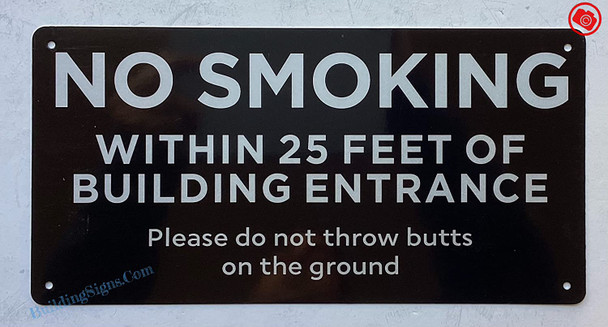 NO SMOKING
WITHIN 25 FEET OF
BUILDING ENTRANCE
Please do not throw butts
on the ground
BuildingSigns.Com